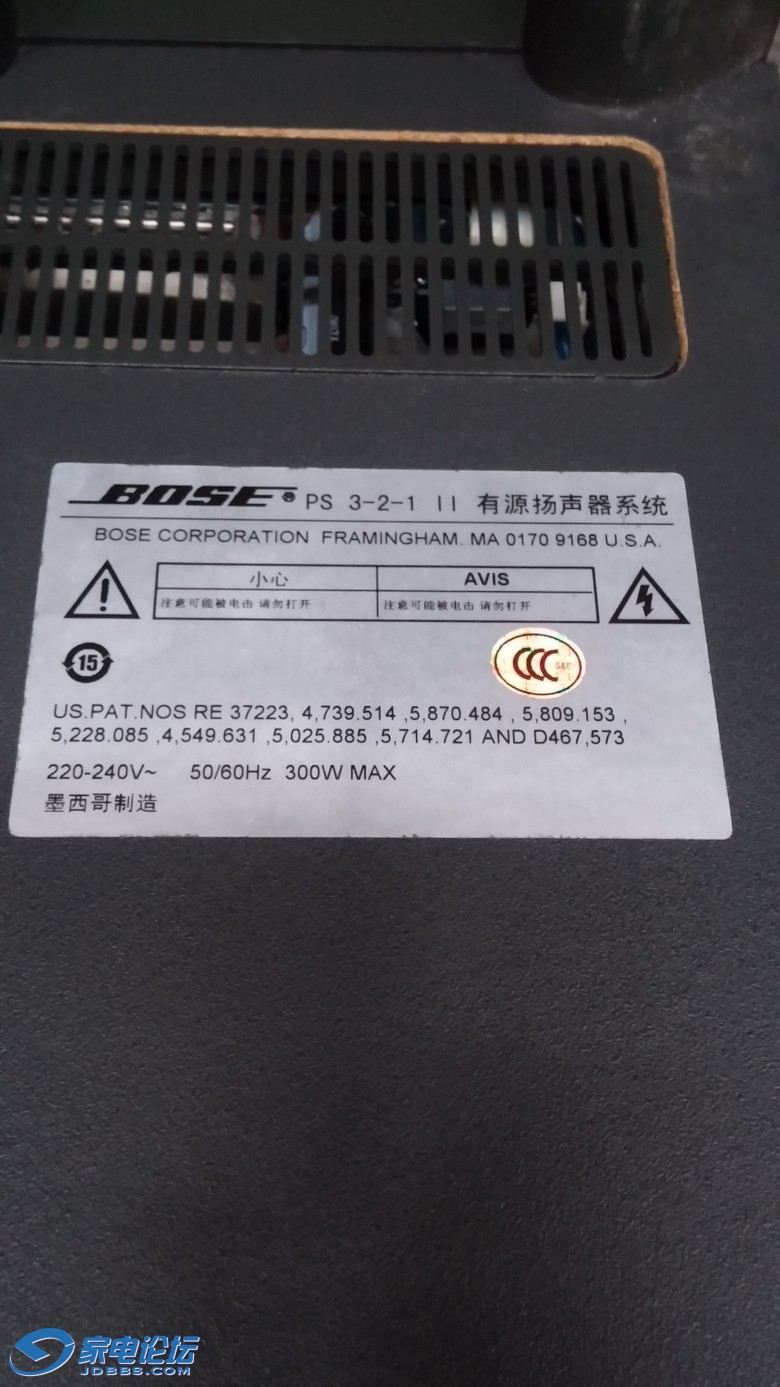 BOSE® PS 3-2-1 II 有源扬声器系统
BOSE CORPORATION FRAMINGHAM. MA 0170 9168 U.S.A.
小心 AVIS
注意可能被电击 请勿打开 注意可能被电击 请勿打开
15
CCC S&E
US.PAT.NOS RE 37223, 4,739.514 ,5,870.484 , 5,809.153 ,
5,228.085 ,4,549.631 ,5,025.885 ,5,714.721 AND D467,573
220-240V~ 50/60Hz 300W MAX
墨西哥制造
家电论坛
JDBBS.COM